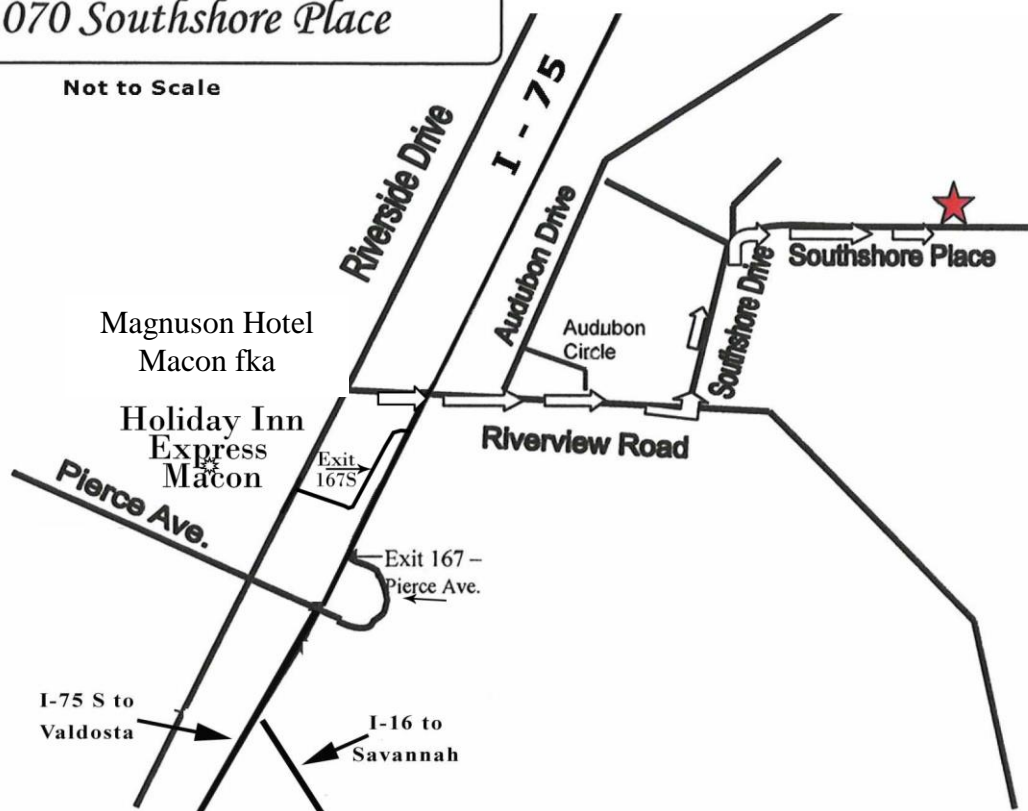 070 Southshore Place
Not to Scale
I - 75
Riverside Drive
Audubon Drive
Southshore Place
Southshore Drive
Audubon
Circle
Magnuson Hotel
Macon fka
Holiday Inn
Express
Macon
Riverview Road
Exit
167S
Pierce Ave.
Exit 167 –
Pierce Ave.
I-75 S to
Valdosta
I-16 to
Savannah